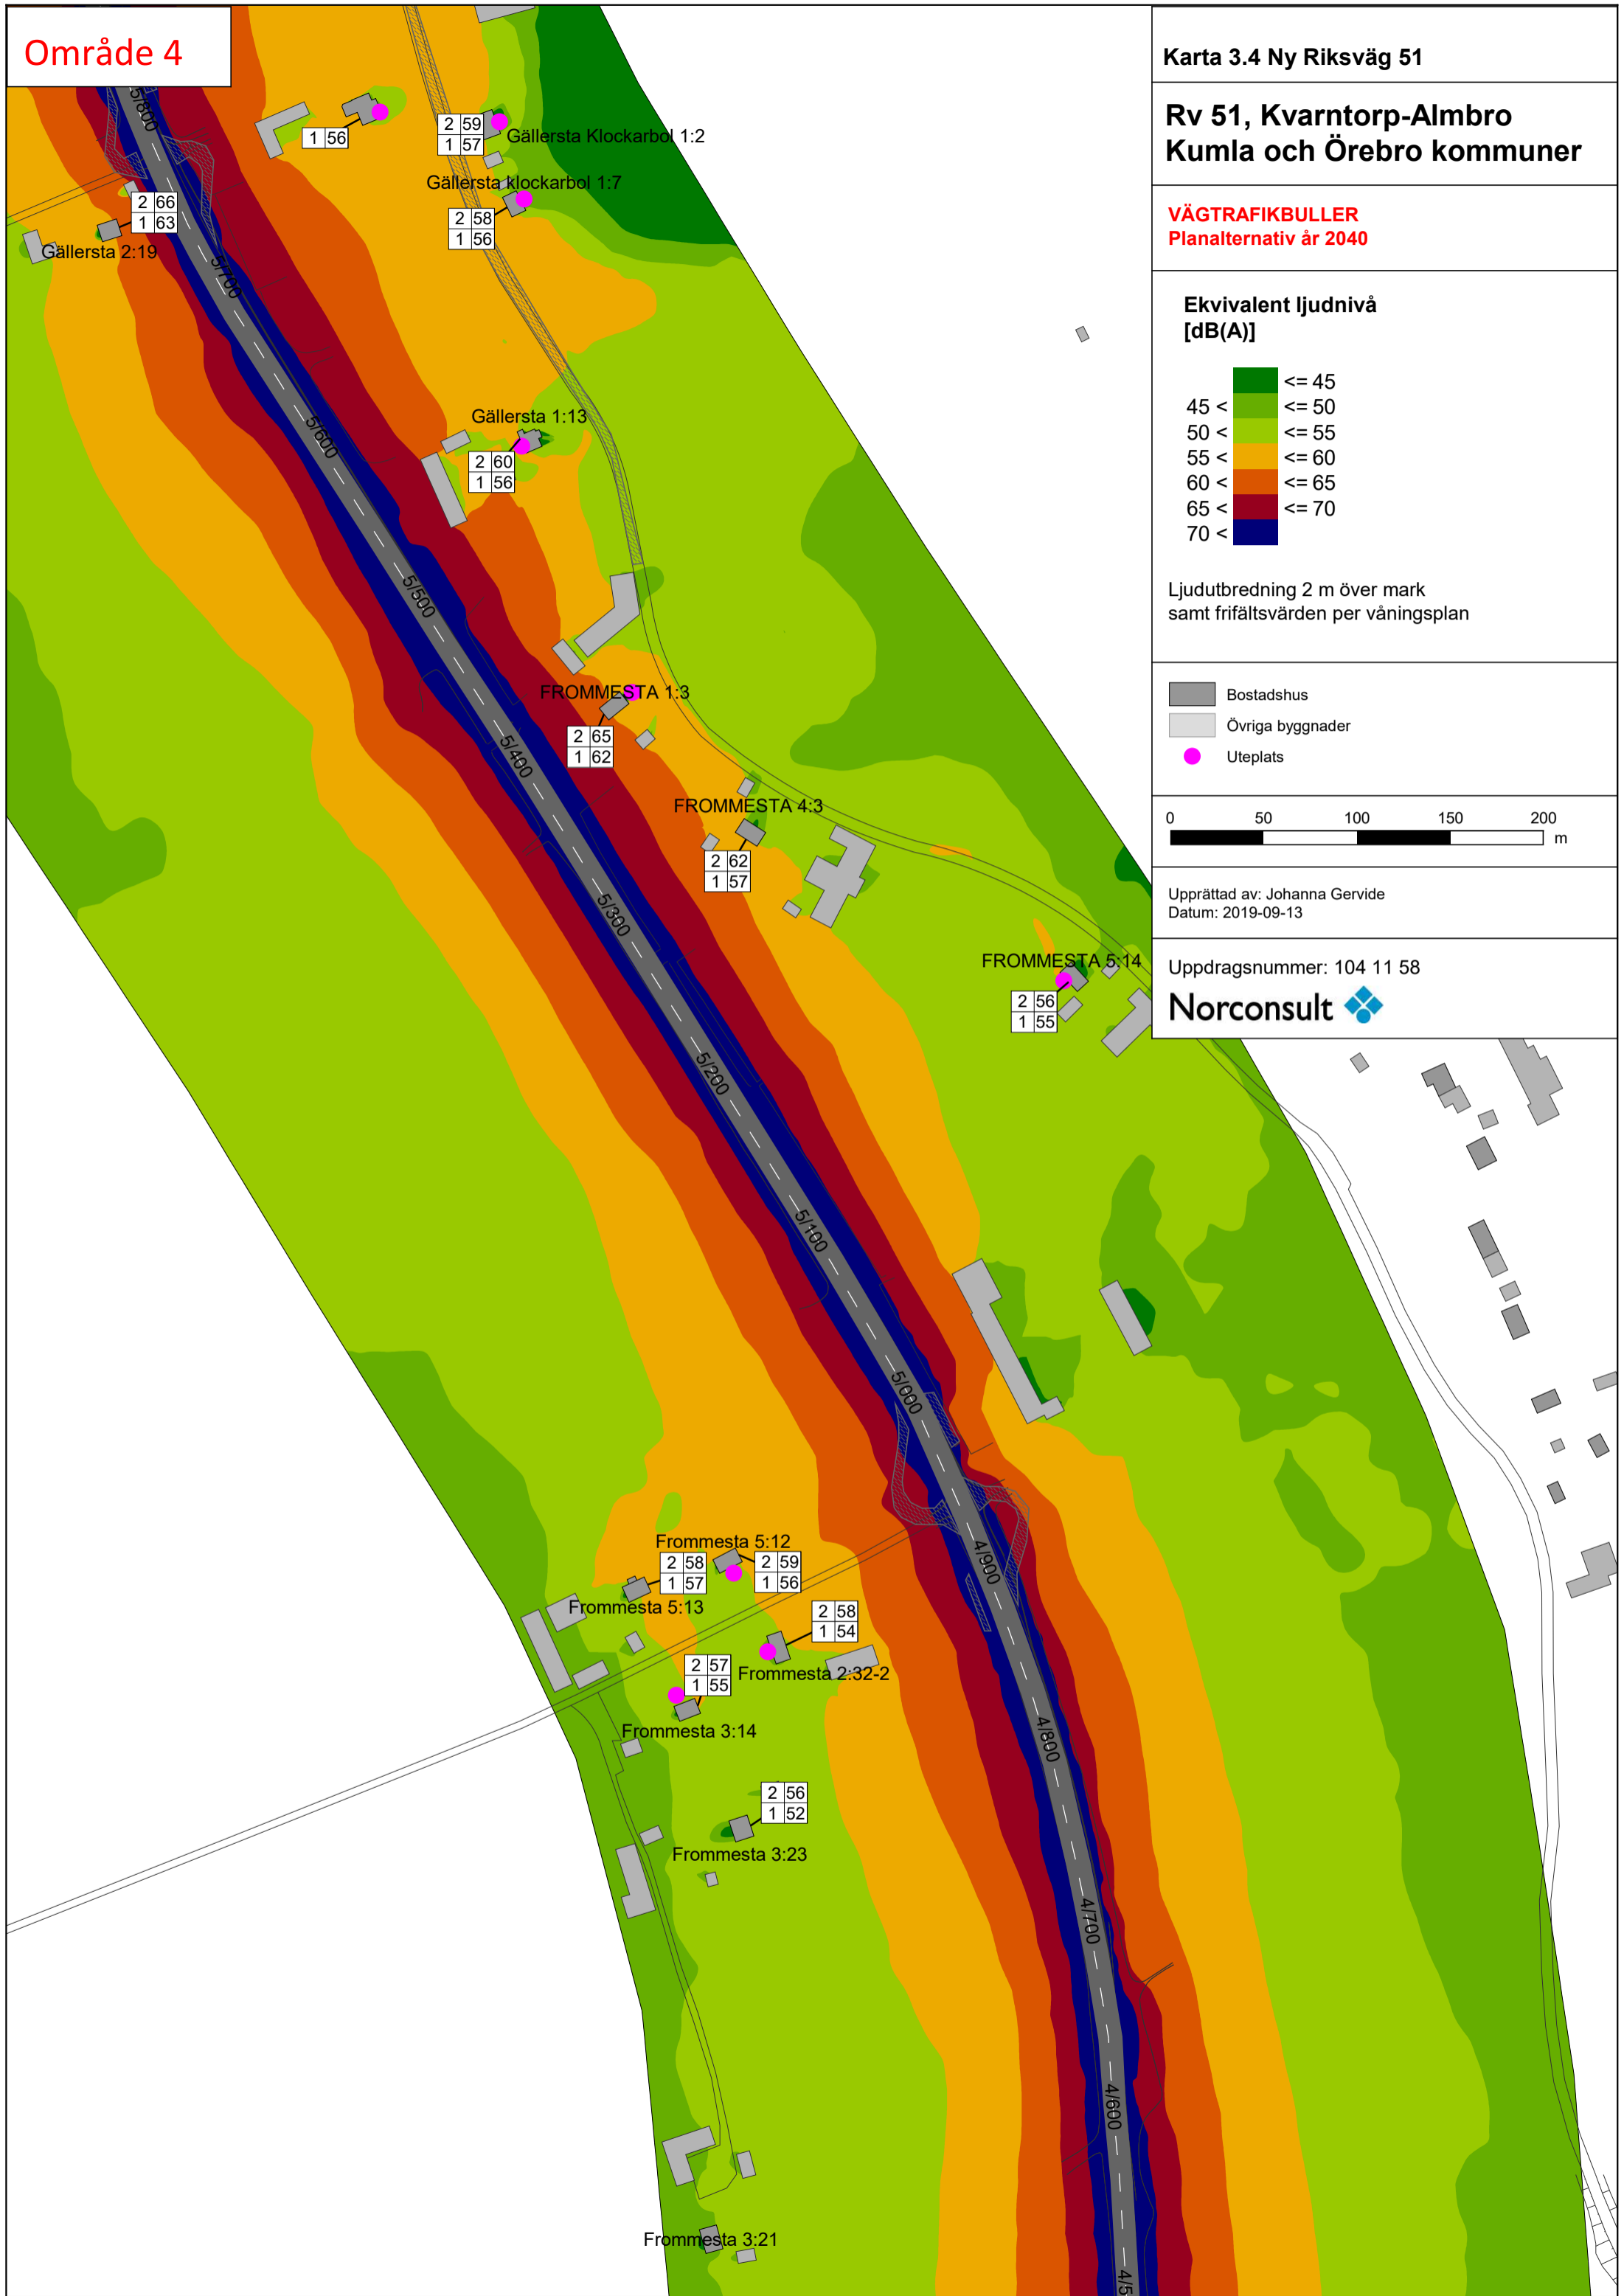 Område 4
Karta 3.4 Ny Riksväg 51
Rv 51, Kvarntorp-Almbro
Kumla och Örebro kommuner
VÄGTRAFIKBULLER
Planalternativ år 2040
Ekvivalent ljudnivå
[dB(A)]
<= 45
45 < <= 50
50 < <= 55
55 < <= 60
60 < <= 65
65 < <= 70
70 <
Ljudutbredning 2 m över mark
samt frifältsvärden per våningsplan
Bostadshus
Övriga byggnader
Uteplats
0 50 100 150 200
m
Upprättad av: Johanna Gervide
Datum: 2019-09-13
Uppdragsnummer: 104 11 58
Norconsult
5/800
1 56
2 59
1 57
Gällersta Klockarbol 1:2
Gällersta klockarbol 1:7
2 58
1 56
2 66
1 63
Gällersta 2:19
5/700
5/600
Gällersta 1:13
2 60
1 56
5/500
FROMMESTA 1:3
2 65
1 62
5/400
FROMMESTA 4:3
2 62
1 57
5/300
FROMMESTA 5:14
2 56
1 55
5/200
5/100
5/000
4/900
Frommesta 5:12
2 58
1 57
2 59
1 56
Frommesta 5:13
2 58
1 54
Frommesta 2:32-2
2 57
1 55
Frommesta 3:14
4/800
2 56
1 52
Frommesta 3:23
4/700
4/600
Frommesta 3:21
4/5